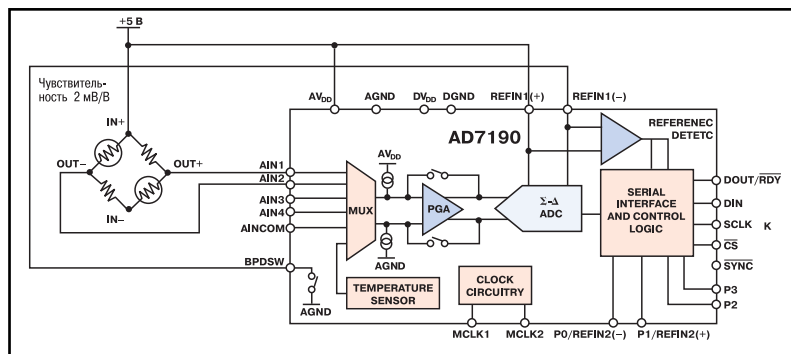 +5 В
Чувствитель-
ность 2 мВ/В
IN+
OUT–
OUT+
IN–
AVDD
AGND
DVDD
DGND
REFIN1(+)
REFIN1(–)
AD7190
REFERENEC
DETETC
AIN1
AIN2
AIN3
AIN4
AINCOM
BPDSW
AGND
MUX
AVDD
AGND
PGA
Σ-Δ
ADC
SERIAL
INTERFACE
AND CONTROL
LOGIC
TEMPERATURE
SENSOR
CLOCK
CIRCUITRY
DOUT/RDY
DIN
SCLK K
CS
SYNC
P3
P2
MCLK1
MCLK2
P0/REFIN2(–)
P1/REFIN2(+)